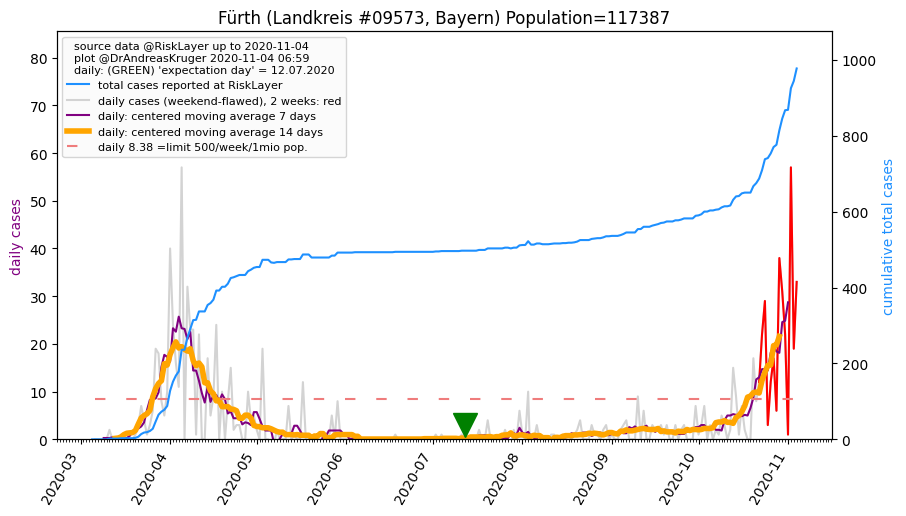 Fürth (Landkreis #09573, Bayern) Population=117387
source data @RiskLayer up to 2020-11-04
plot @DrAndreasKruger 2020-11-04 06:59
daily: (GREEN) 'expectation day' = 12.07.2020
total cases reported at RiskLayer
daily cases (weekend-flawed), 2 weeks: red
daily: centered moving average 7 days
daily: centered moving average 14 days
daily 8.38 =limit 500/week/1mio pop.
daily cases
80
70
60
50
40
30
20
10
0
cumulative total cases
1000
800
600
400
200
0
2020-03
2020-04
2020-05
2020-06
2020-07
2020-08
2020-09
2020-10
2020-11